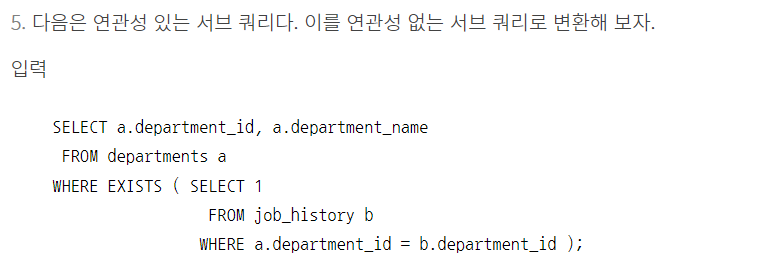 5. 다음은 연관성 있는 서브 쿼리다. 이를 연관성 없는 서브 쿼리로 변환해 보자.
입력
SELECT a.department_id, a.department_name
FROM departments a
WHERE EXISTS ( SELECT 1
FROM job_history b
WHERE a.department_id = b.department_id );